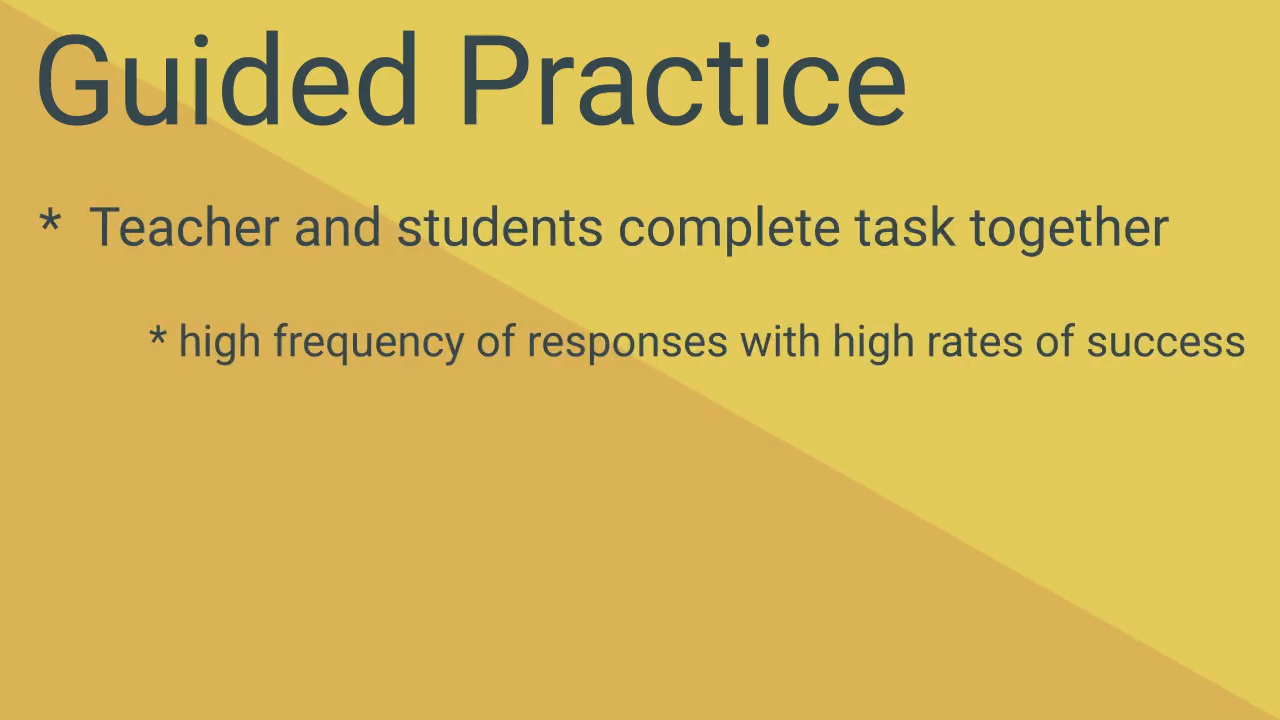 Guided Practice
* Teacher and students complete task together
* high frequency of responses with high rates of success